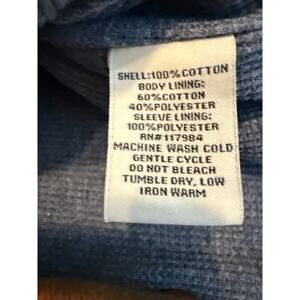 SHELL:100%COTTON
BODY LINING:
60%COTTON
40%POLYESTER
SLEEVE LINING:
100%POLYESTER
RN#117984
MACHINE WASH COLD
GENTLE CYCLE
DO NOT BLEACH
TUMBLE DRY, LOW
IRON WARM